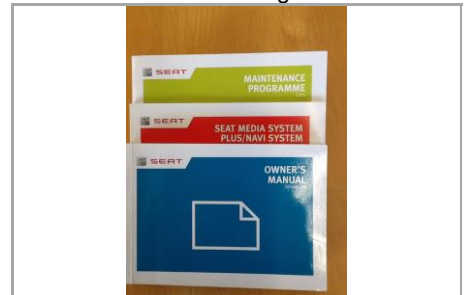 SEAT
MAINTENANCE
PROGRAMME
SEAT
SEAT MEDIA SYSTEM
PLUS/NAVI SYSTEM
SEAT
OWNER'S
MANUAL